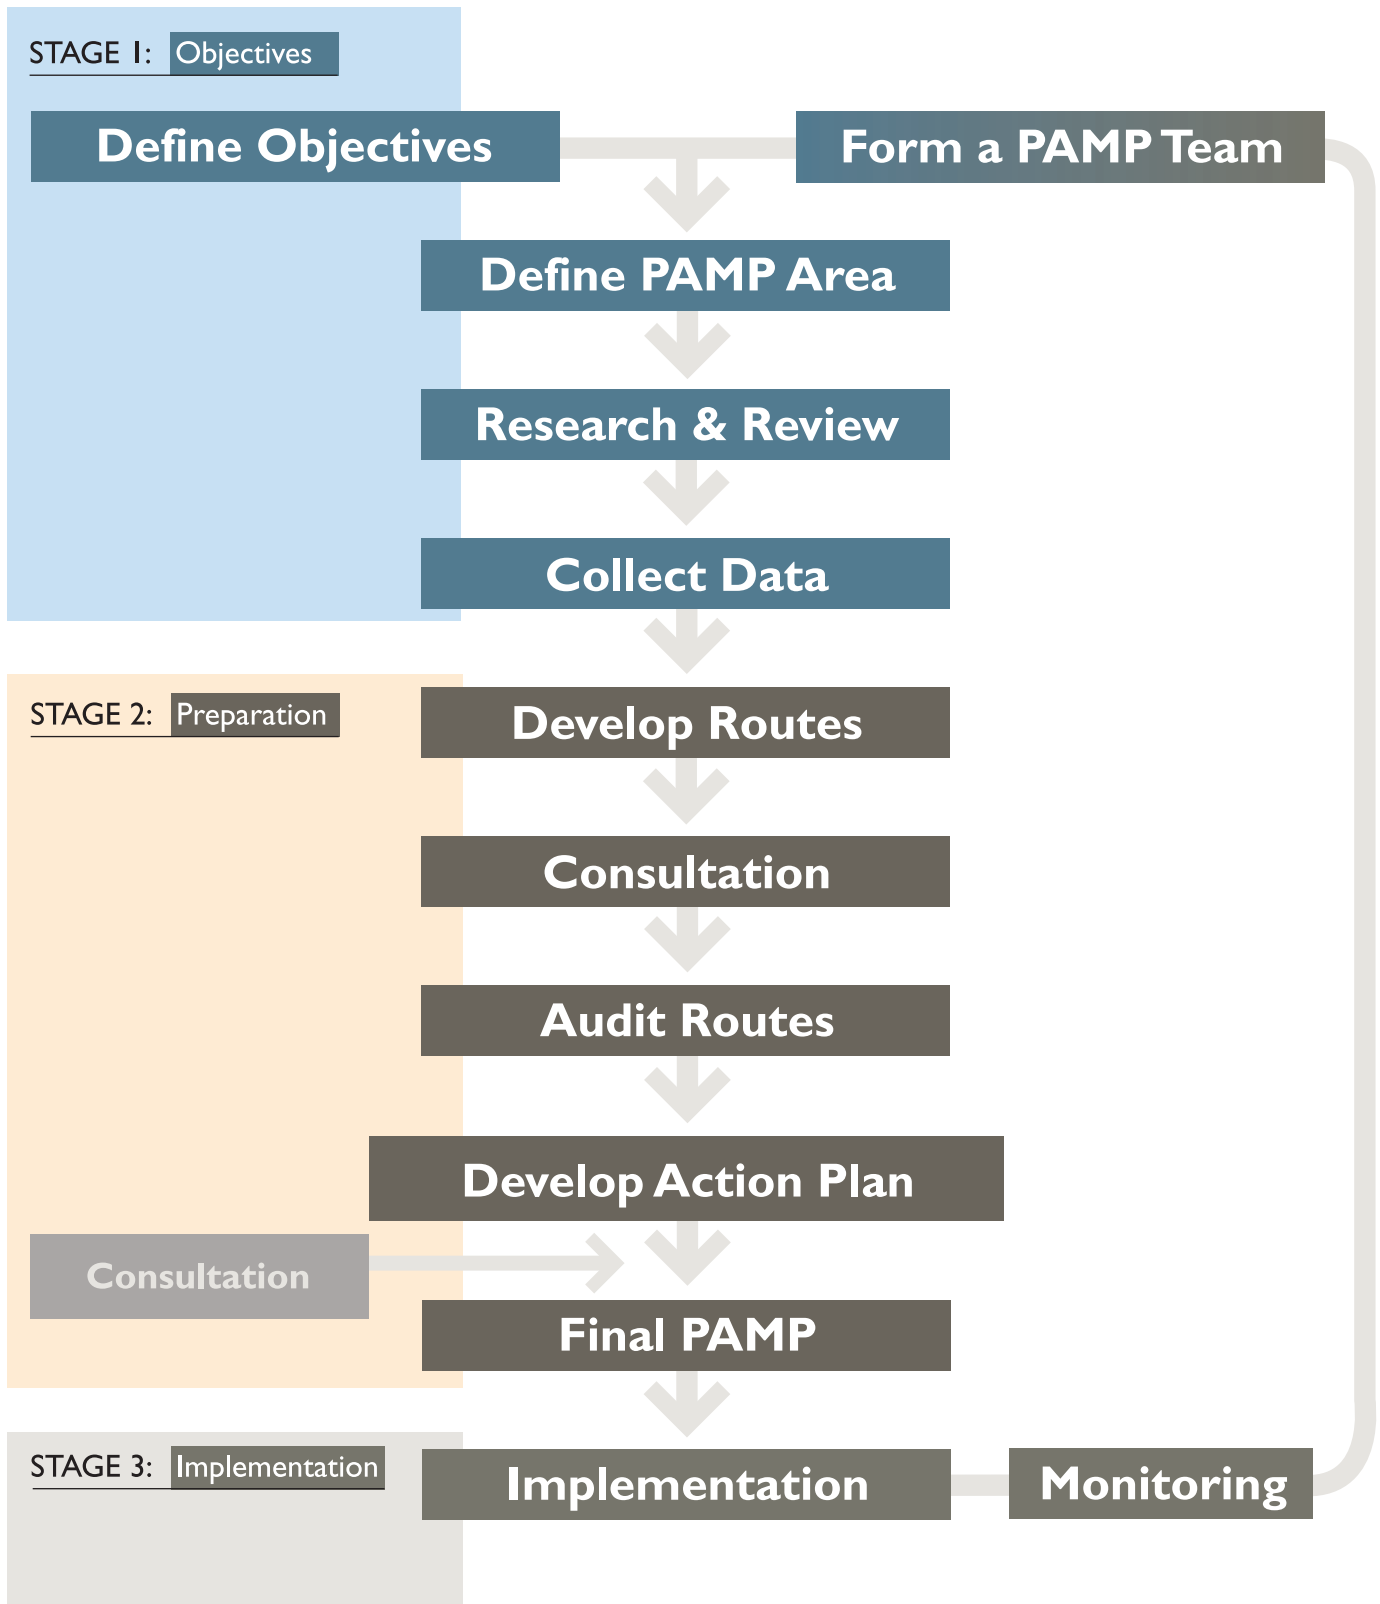 STAGE 1: Objectives
Define Objectives
Form a PAMP Team
Define PAMP Area
Research & Review
Collect Data
STAGE 2: Preparation
Develop Routes
Consultation
Audit Routes
Develop Action Plan
Consultation
Final PAMP
STAGE 3: Implementation
Implementation
Monitoring